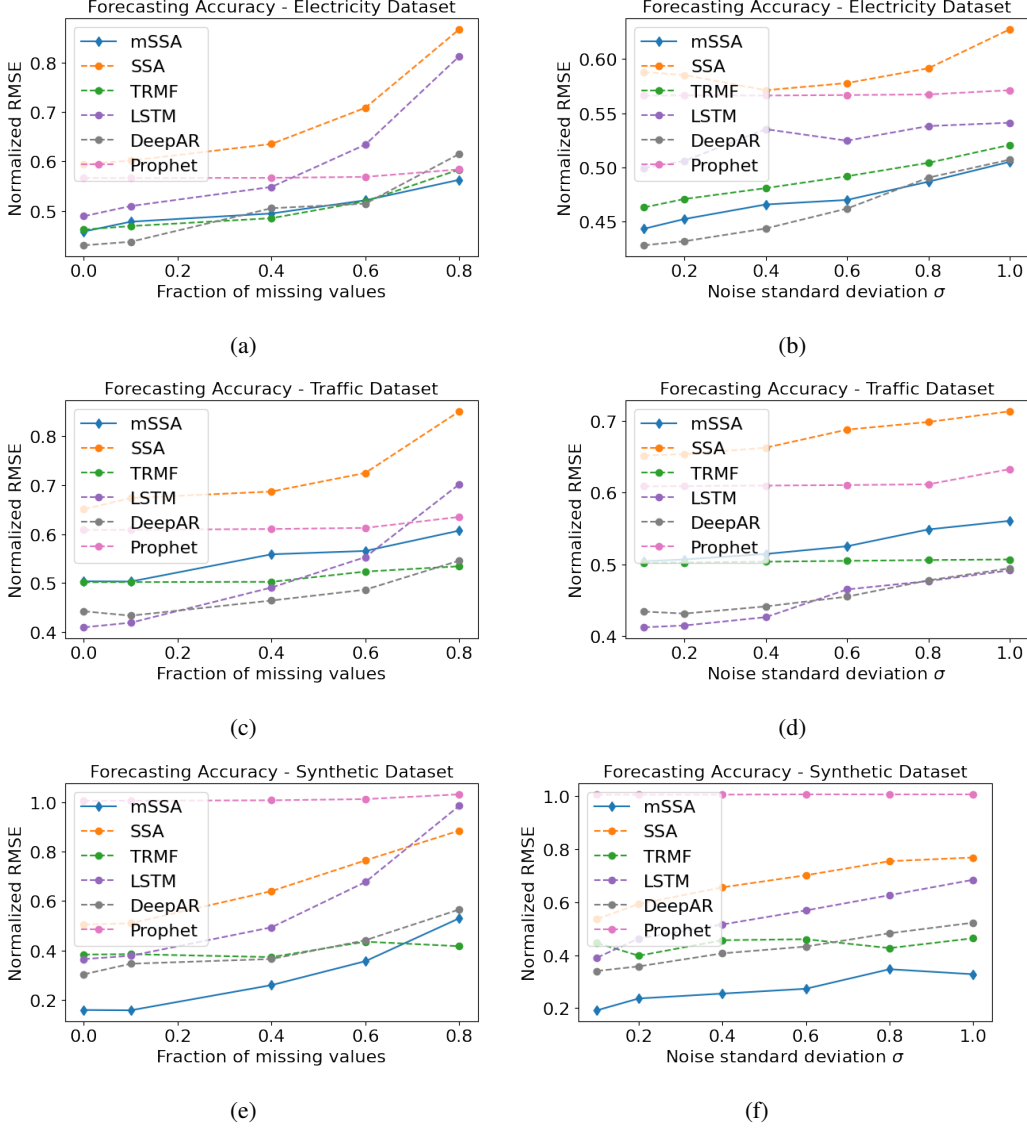 Forecasting Accuracy - Electricity Dataset
Normalized RMSE
0.8
0.7
0.6
0.5
mSSA
SSA
TRMF
LSTM
DeepAR
Prophet
0.0 0.2 0.4 0.6 0.8
Fraction of missing values
(a)
Forecasting Accuracy - Electricity Dataset
Normalized RMSE
0.60
0.55
0.50
0.45
mSSA
SSA
TRMF
LSTM
DeepAR
Prophet
0.2 0.4 0.6 0.8 1.0
Noise standard deviation σ
(b)
Forecasting Accuracy - Traffic Dataset
Normalized RMSE
0.8
0.7
0.6
0.5
0.4
mSSA
SSA
TRMF
LSTM
DeepAR
Prophet
0.0 0.2 0.4 0.6 0.8
Fraction of missing values
(c)
Forecasting Accuracy - Traffic Dataset
Normalized RMSE
0.7
0.6
0.5
0.4
mSSA
SSA
TRMF
LSTM
DeepAR
Prophet
0.2 0.4 0.6 0.8 1.0
Noise standard deviation σ
(d)
Forecasting Accuracy - Synthetic Dataset
Normalized RMSE
1.0
0.8
0.6
0.4
0.2
mSSA
SSA
TRMF
LSTM
DeepAR
Prophet
0.0 0.2 0.4 0.6 0.8
Fraction of missing values
(e)
Forecasting Accuracy - Synthetic Dataset
Normalized RMSE
1.0
0.8
0.6
0.4
0.2
mSSA
SSA
TRMF
LSTM
DeepAR
Prophet
0.2 0.4 0.6 0.8 1.0
Noise standard deviation σ
(f)